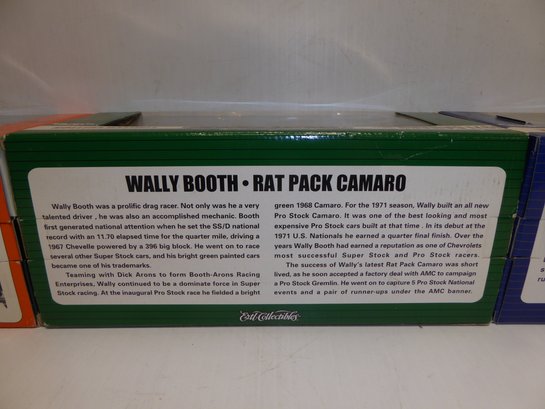 WALLY BOOTH • RAT PACK CAMARO
Wally Booth was a prolific drag racer. Not only was he a very
talented driver , he was also an accomplished mechanic. Booth
first generated national attention when he set the SS/D national
record with an 11.70 elapsed time for the quarter mile, driving a
1967 Chevelle powered by a 396 big block. He went on to race
several other Super Stock cars, and his bright green painted cars
became one of his trademarks.
Teaming with Dick Arons to form Booth-Arons Racing
Enterprises, Wally continued to be a dominate force in Super
Stock racing. At the inaugural Pro Stock race he fielded a bright
green 1968 Camaro. For the 1971 season, Wally built an all new
Pro Stock Camaro. It was one of the best looking and most
expensive Pro Stock cars built at that time . In its debut at the
1971 U.S. Nationals he earned a quarter final finish. Over the
years Wally Booth had earned a reputation as one of Chevrolets
most successful Super Stock and Pro Stock racers.
The success of Wally's latest Rat Pack Camaro was short
lived, as he soon accepted a factory deal with AMC to campaign
a Pro Stock Gremlin. He went on to capture 5 Pro Stock National
events and a pair of runner-ups under the AMC banner.
Ertl Collectibles